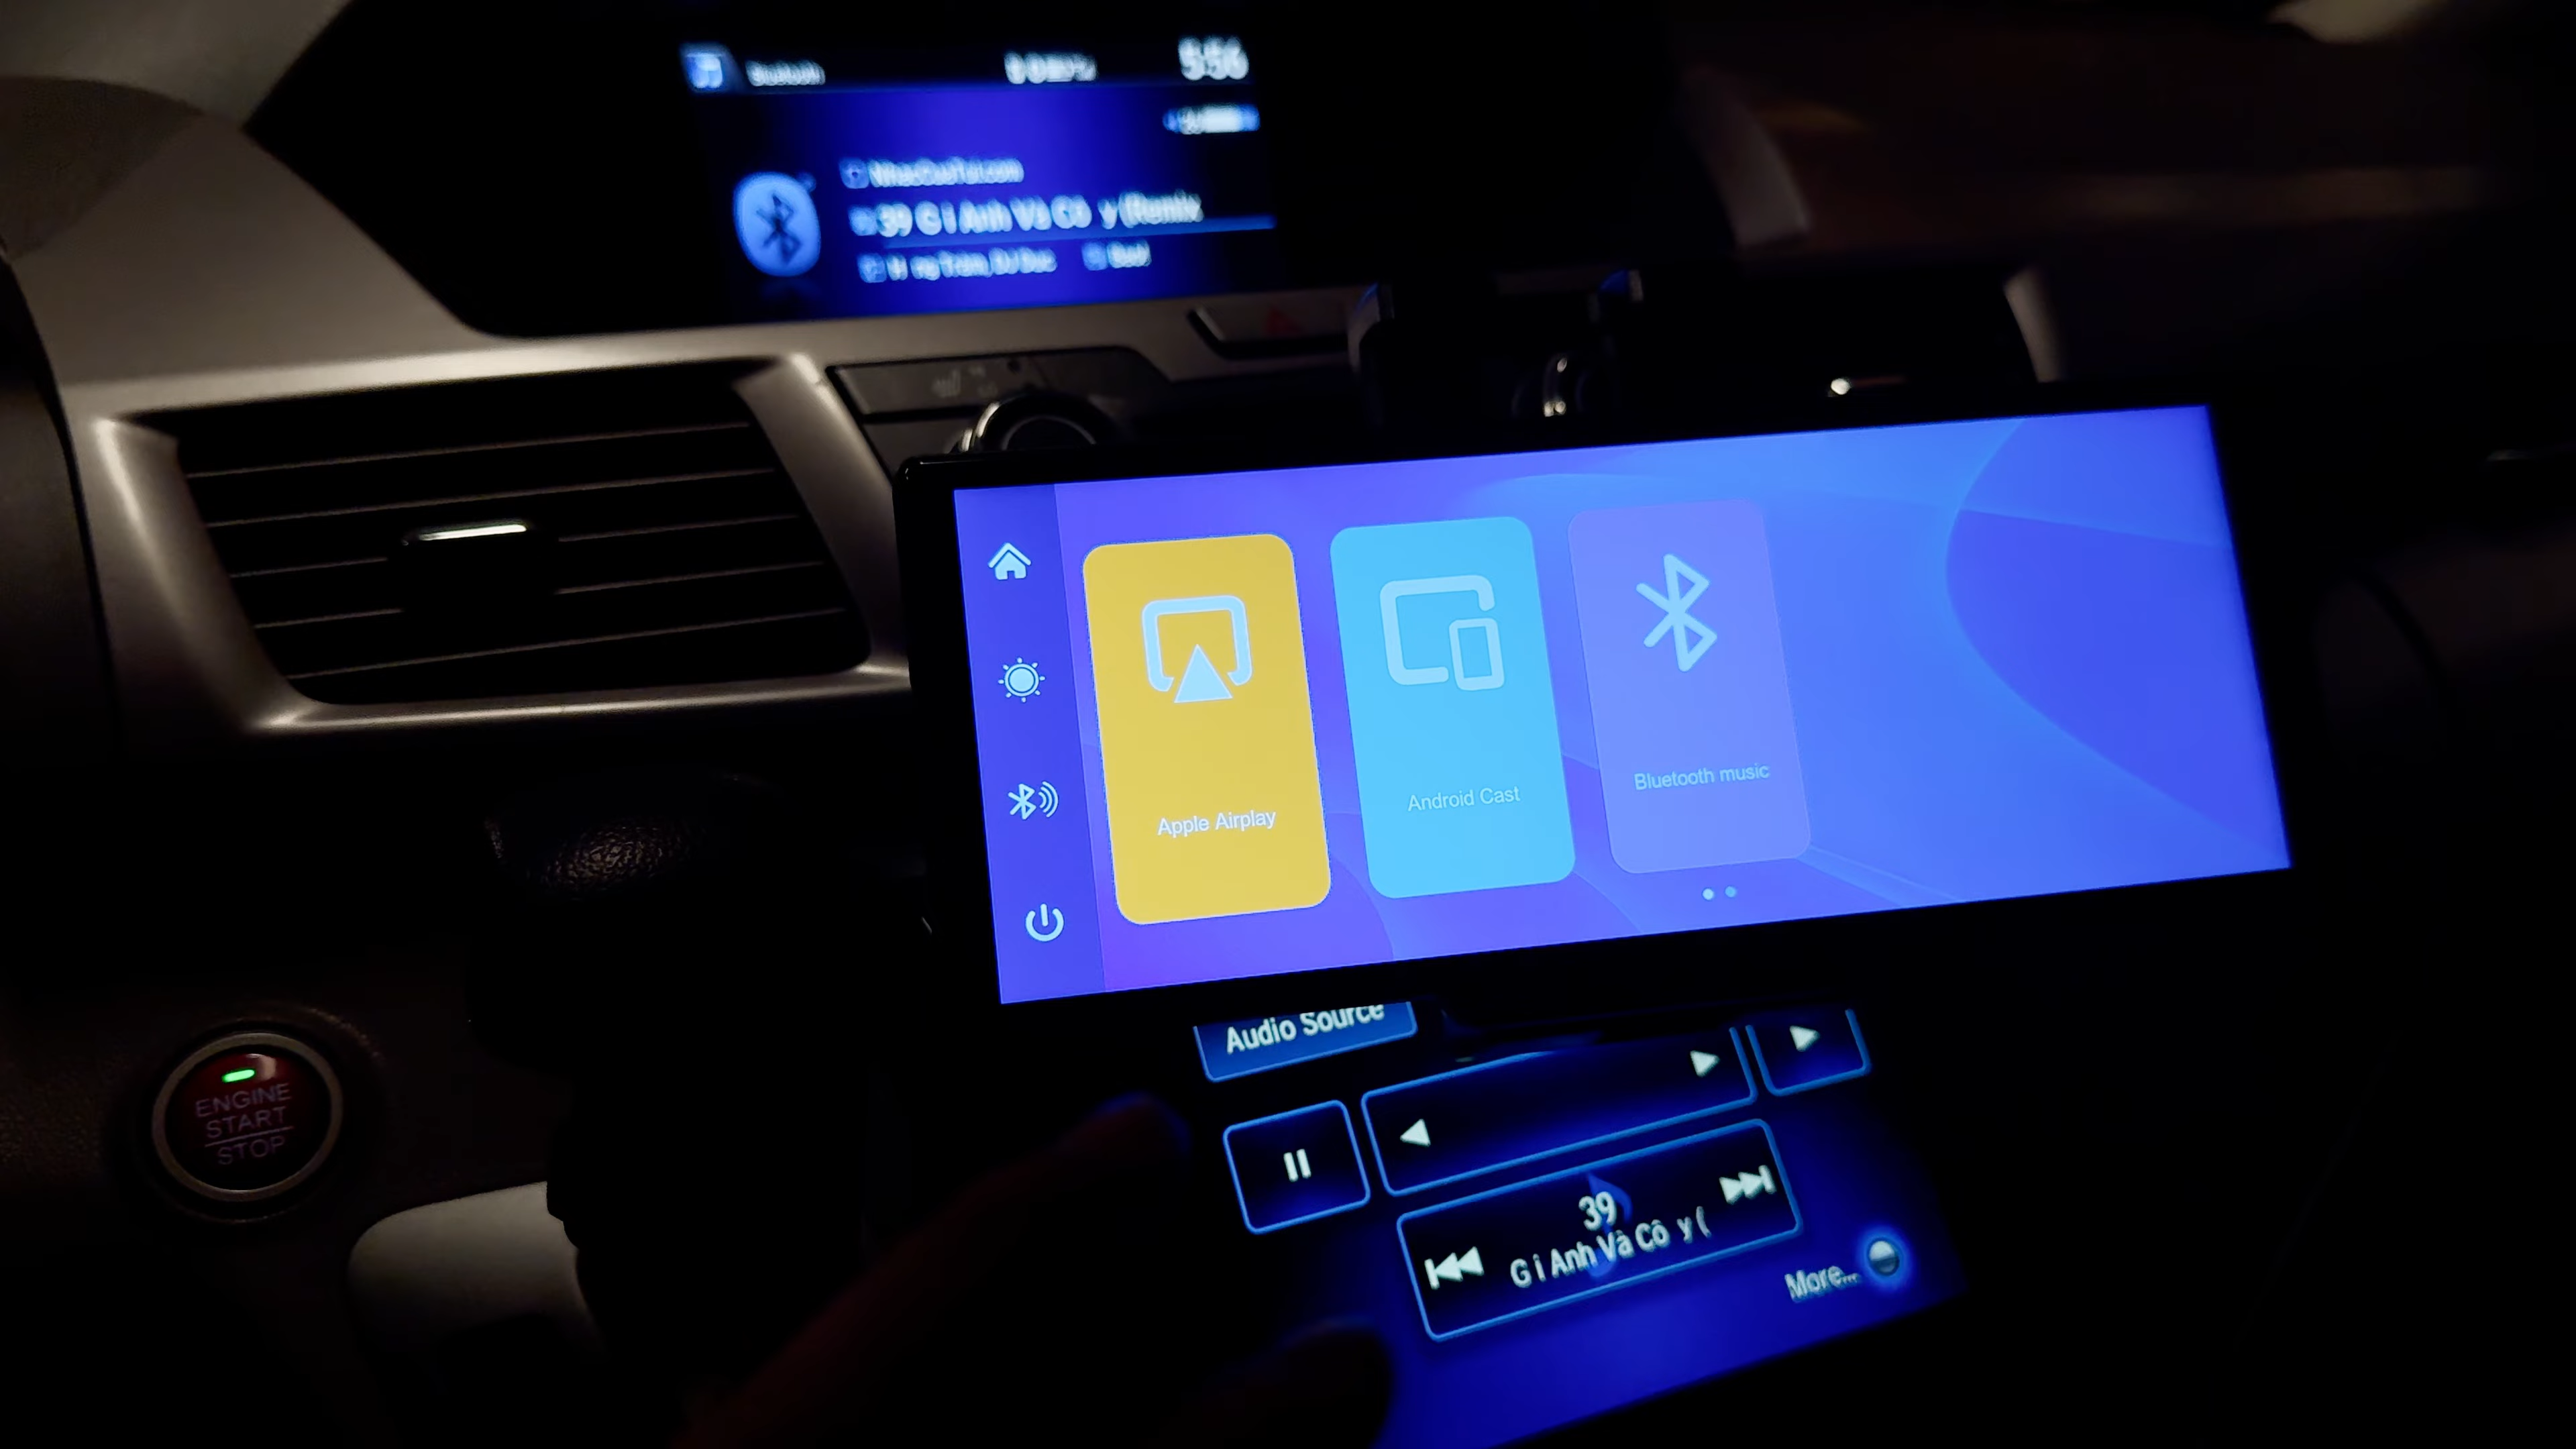 Bluetooth
5:56
NhacCuaTui.com
39 G i Anh Và Cô  y (Remix
Apple Airplay
Android Cast
Bluetooth music
Audio Source
39
G i Anh Và Cô  y (
More...
ENGINE
START
STOP